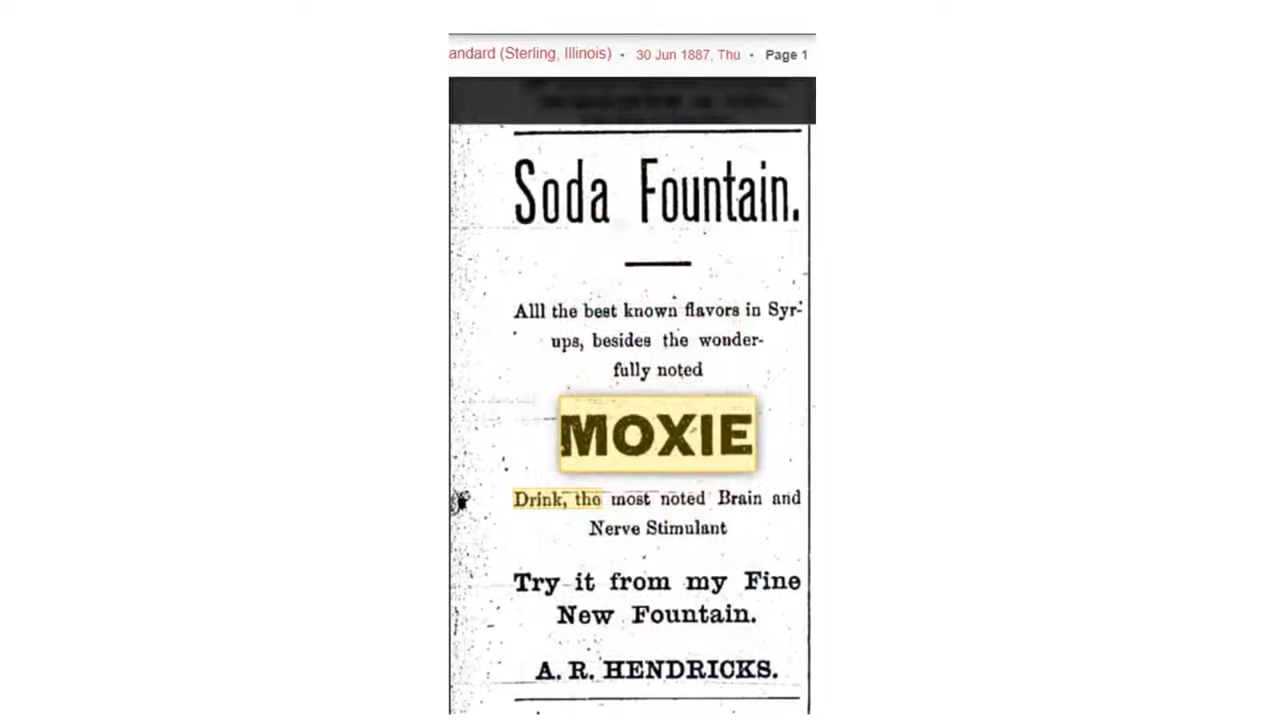 andard (Sterling, Illinois) · 30 Jun 1887, Thu · Page 1
Soda Fountain.
Alll the best known flavors in Syr-
ups, besides the wonder-
fully noted
MOXIE
Drink, the most noted Brain and
Nerve Stimulant
Try it from my Fine
New Fountain.
A. R. HENDRICKS.